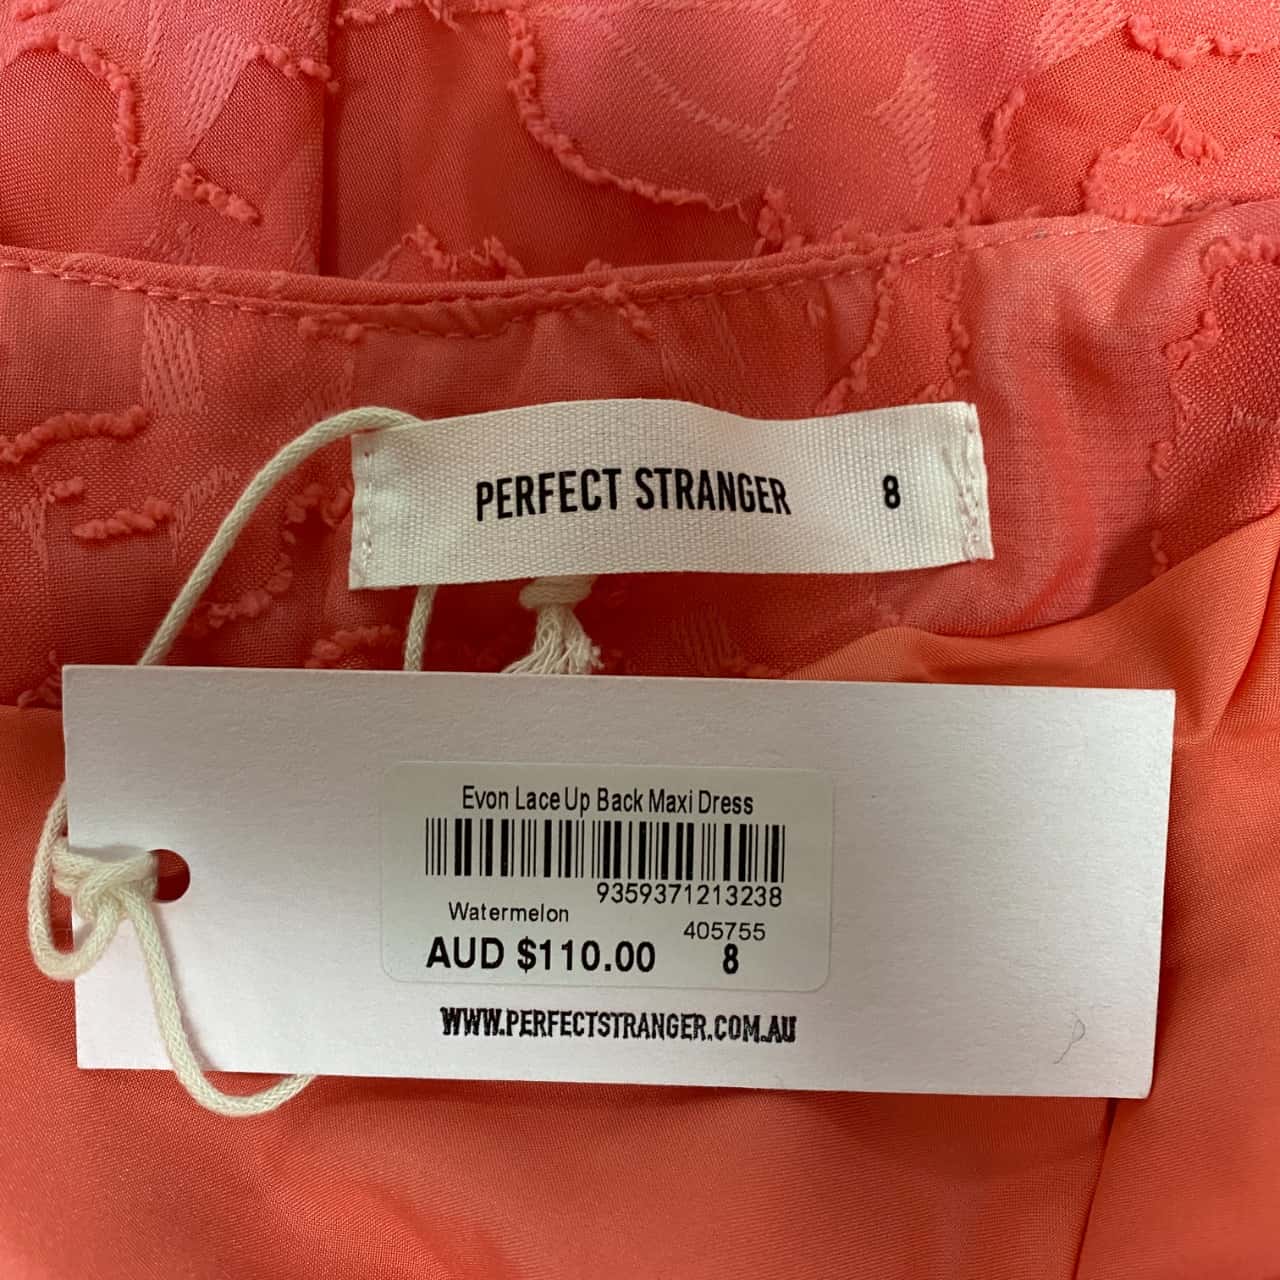 PERFECT STRANGER 8
Evon Lace Up Back Maxi Dress
9359371213238
Watermelon
405755
AUD $110.00 8
WWW.PERFECTSTRANGER.COM.AU